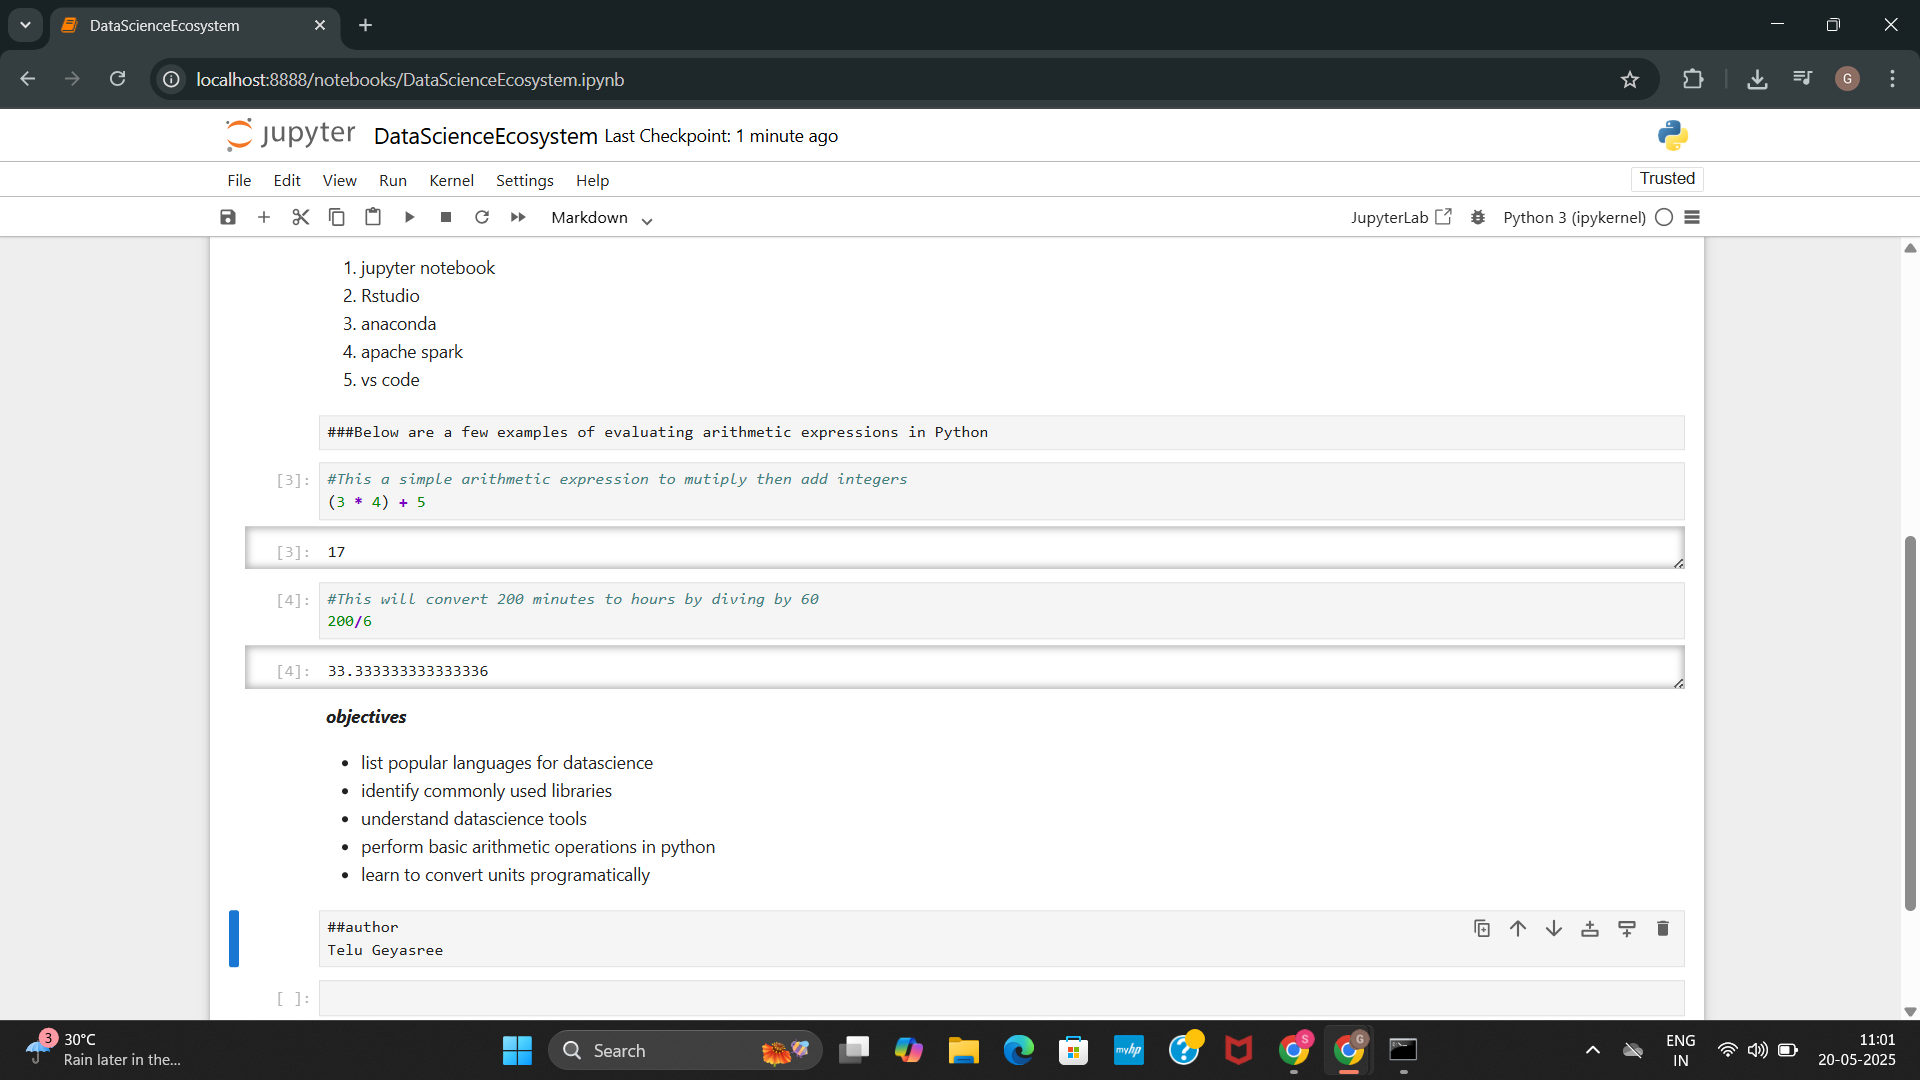 DataScienceEcosystem
localhost:8888/notebooks/DataScienceEcosystem.ipynb
G
jupyter DataScienceEcosystem Last Checkpoint: 1 minute ago
File Edit View Run Kernel Settings Help
Trusted
Markdown
JupyterLab
Python 3 (ipykernel)
1. jupyter notebook
2. Rstudio
3. anaconda
4. apache spark
5. vs code
###Below are a few examples of evaluating arithmetic expressions in Python
[3]: #This a simple arithmetic expression to mutiply then add integers
(3 * 4) + 5
[3]: 17
[4]: #This will convert 200 minutes to hours by diving by 60
200/6
[4]: 33.333333333333336
objectives
• list popular languages for datascience
• identify commonly used libraries
• understand datascience tools
• perform basic arithmetic operations in python
• learn to convert units programatically
##author
Telu Geyasree
[ ]:
3
30°C
Rain later in the...
Search
myhp
S
G
ENG
IN
11:01
20-05-2025